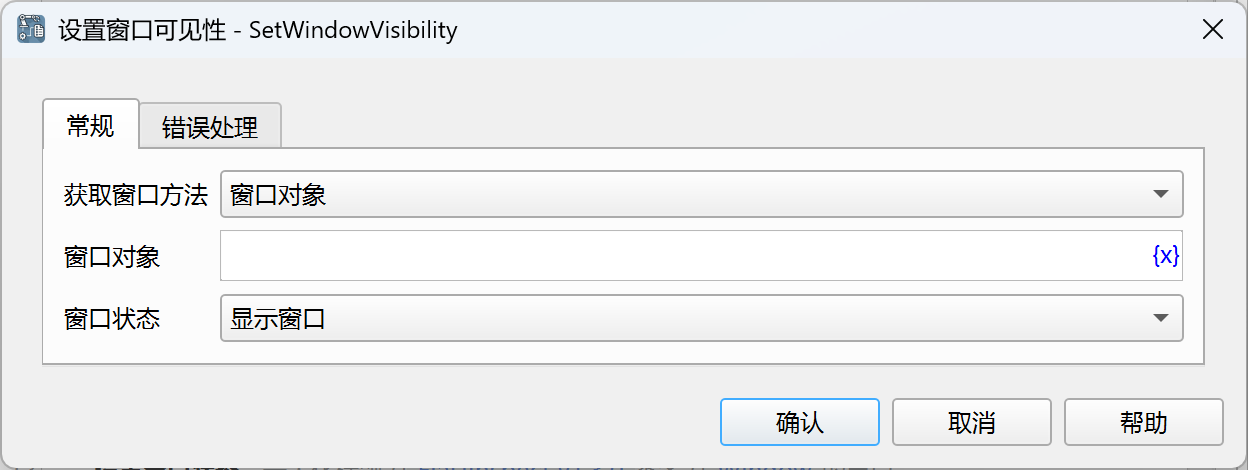 设置窗口可见性 - SetWindowVisibility
常规
错误处理
获取窗口方法 窗口对象
窗口对象 {x}
窗口状态 显示窗口
确认 取消 帮助